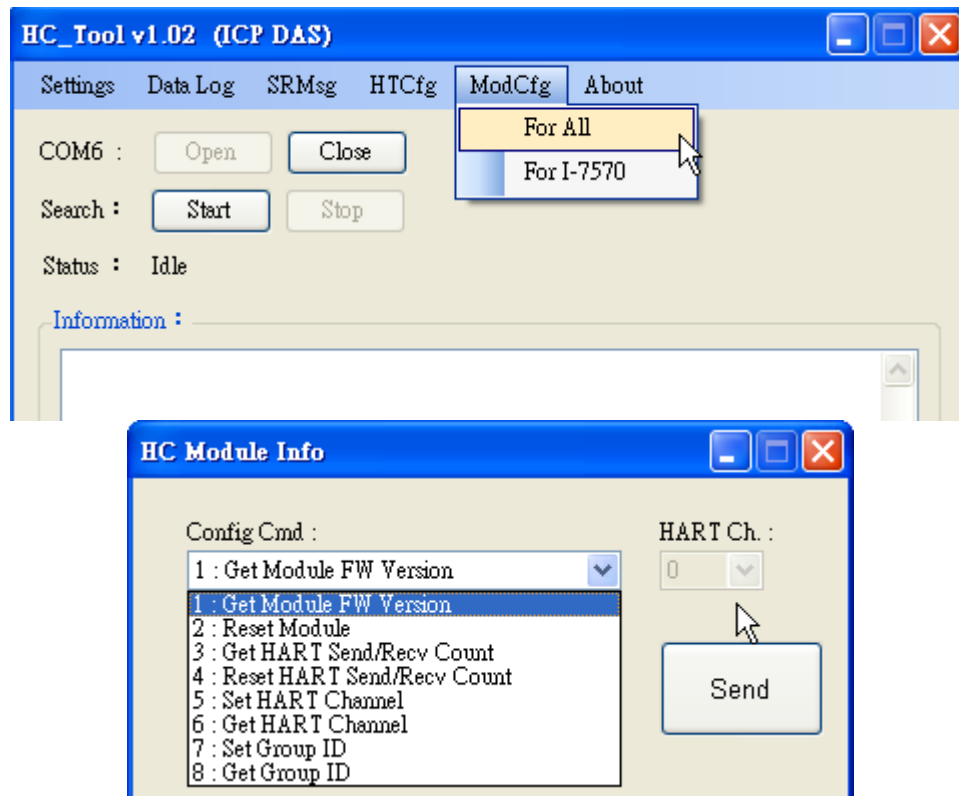 HC_Tool v1.02 (ICP DAS)
Settings Data Log SRMsg HTCfg ModCfg About
For All
For I-7570
COM6 : Open Close
Search : Start Stop
Status : Idle
Information :
HC Module Info
Config Cmd : HART Ch. :
1 : Get Module FW Version 0
1 : Get Module FW Version
2 : Reset Module
3 : Get HART Send/Recv Count
4 : Reset HART Send/Recv Count
5 : Set HART Channel
6 : Get HART Channel
7 : Set Group ID
8 : Get Group ID
Send